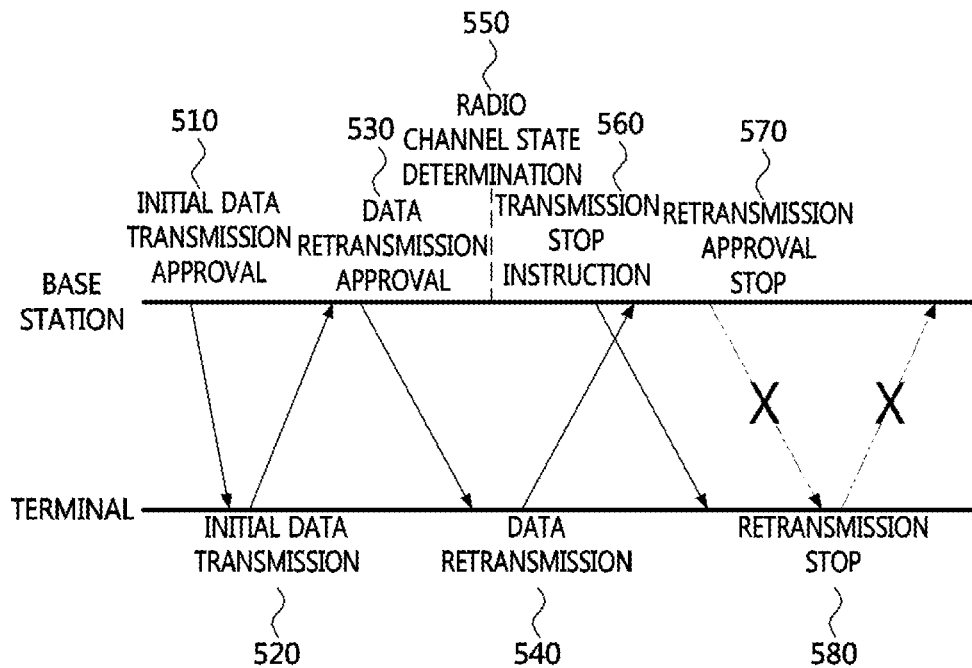 550
RADIO
CHANNEL STATE
DETERMINATION
510
INITIAL DATA
TRANSMISSION
APPROVAL
530
DATA
RETRANSMISSION
APPROVAL
560
TRANSMISSION
STOP
INSTRUCTION
570
RETRANSMISSION
APPROVAL
STOP
BASE
STATION
X
X
TERMINAL
INITIAL DATA
TRANSMISSION
520
DATA
RETRANSMISSION
540
RETRANSMISSION
STOP
580